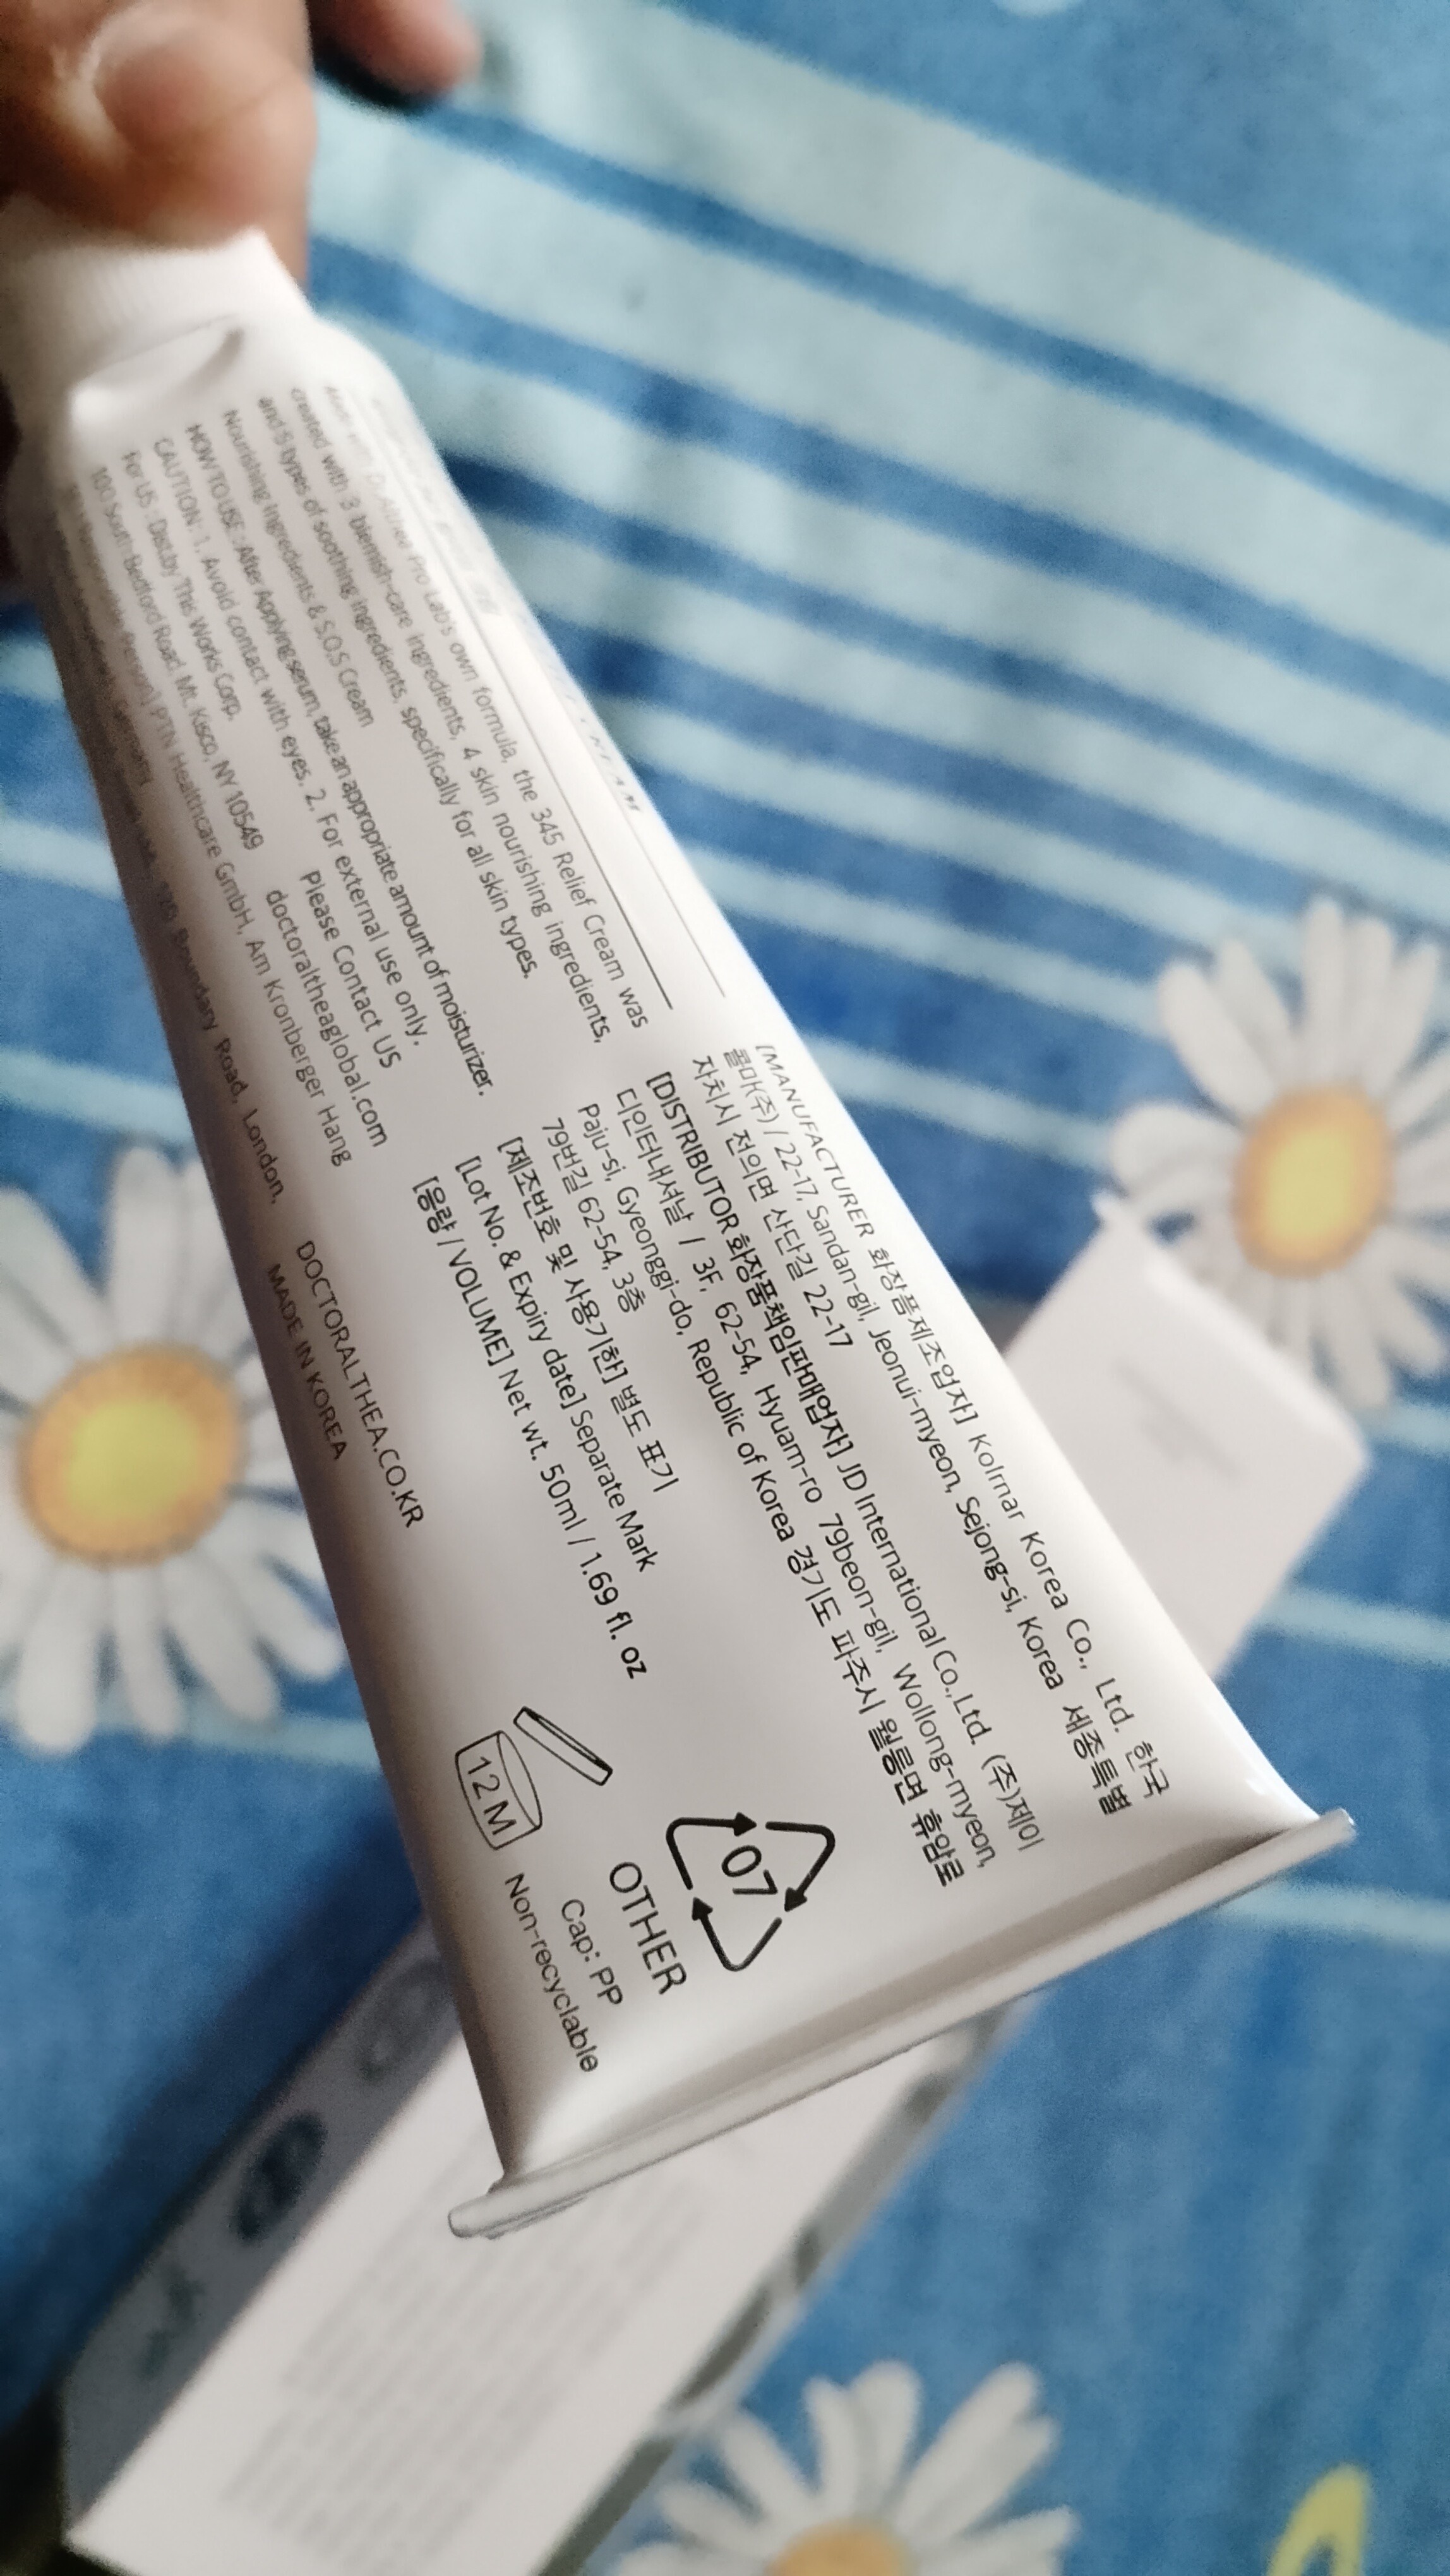 Pro Lab's own formula, the 345 Relief Cream was
created with 3 blemish-care ingredients, 4 skin nourishing ingredients,
and 5 types of soothing ingredients, specifically for all skin types.
Nourishing ingredients & S.O.S Cream
HOW TO USE : After Applying serum, take an appropriate amount of moisturizer.
CAUTION : 1. Avoid contact with eyes. 2. For external use only.
For US : Dist.by The Works Corp.
Please Contact US
100 South Bedford Road, Mt. Kisco, NY 10549
doctoraltheaglobal.com
Person] PTN Healthcare GmbH, Am Kronberger Hang
Boundary Road, London,
[MANUFACTURER 화장품제조업자] Kolmar Korea Co., Ltd. 한국
콜마(주) / 22-17, Sandan-gil, Jeonui-myeon, Sejong-si, Korea 세종특별
자치시 전의면 산단길 22-17
[DISTRIBUTOR 화장품책임판매업자] JD International Co.,Ltd. (주)제이
디인터내셔날 / 3F, 62-54, Hyuam-ro 79beon-gil, Wollong-myeon,
Paju-si, Gyeonggi-do, Republic of Korea 경기도 파주시 월롱면 휴암로
79번길 62-54, 3층
[제조번호 및 사용기한] 별도 표기
[Lot No. & Expiry date] Separate Mark
[용량 / VOLUME] Net wt. 50ml / 1.69 fl. oz
DOCTORALTHEA.CO.KR
MADE IN KOREA
12M
07
OTHER
Cap: PP
Non-recyclable